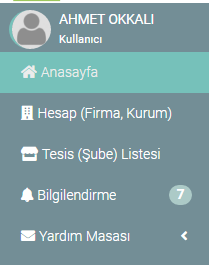 AHMET OKKALI
Kullanıcı
Anasayfa
Hesap (Firma, Kurum)
Tesis (Şube) Listesi
Bilgilendirme 7
Yardım Masası